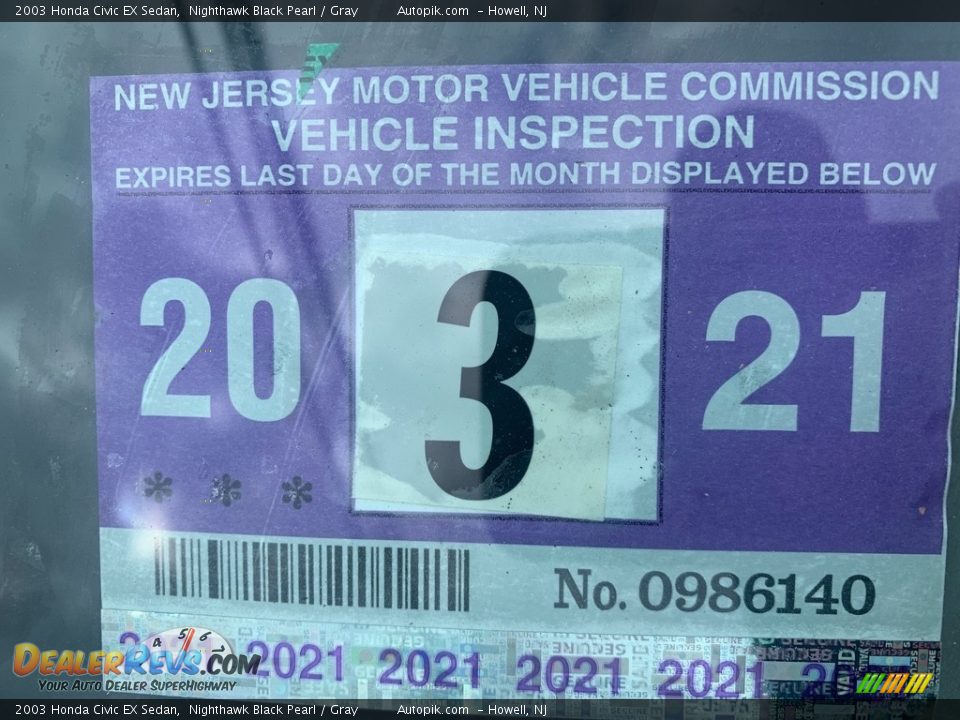 2003 Honda Civic EX Sedan,  Nighthawk Black Pearl / Gray        Autopik.com  - Howell, NJ
NEW JERSEY MOTOR VEHICLE COMMISSION
VEHICLE INSPECTION
EXPIRES LAST DAY OF THE MONTH DISPLAYED BELOW
20 3 21
* * *
No. 0986140
2021 2021 2021 2021
DEALERREVS.COM
YOUR AUTO DEALER SUPERHIGHWAY
2003 Honda Civic EX Sedan,  Nighthawk Black Pearl / Gray        Autopik.com  - Howell, NJ